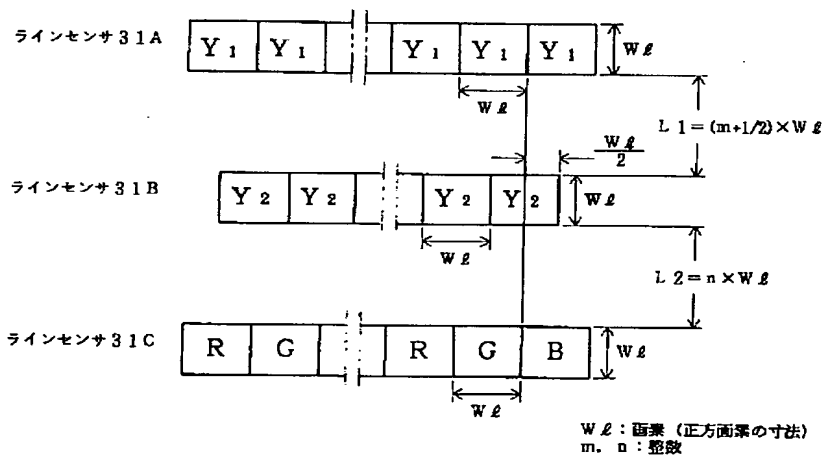 ラインセンサ31A
Y1 Y1 Y1 Y1 Y1
Wℓ
Wℓ
L1=(m+1/2)×Wℓ
Wℓ/2
ラインセンサ31B
Y2 Y2 Y2 Y2
Wℓ
Wℓ
L2=n×Wℓ
ラインセンサ31C
R G R G B
Wℓ
Wℓ
Wℓ:画素(正方画素の寸法)
m, n:整数